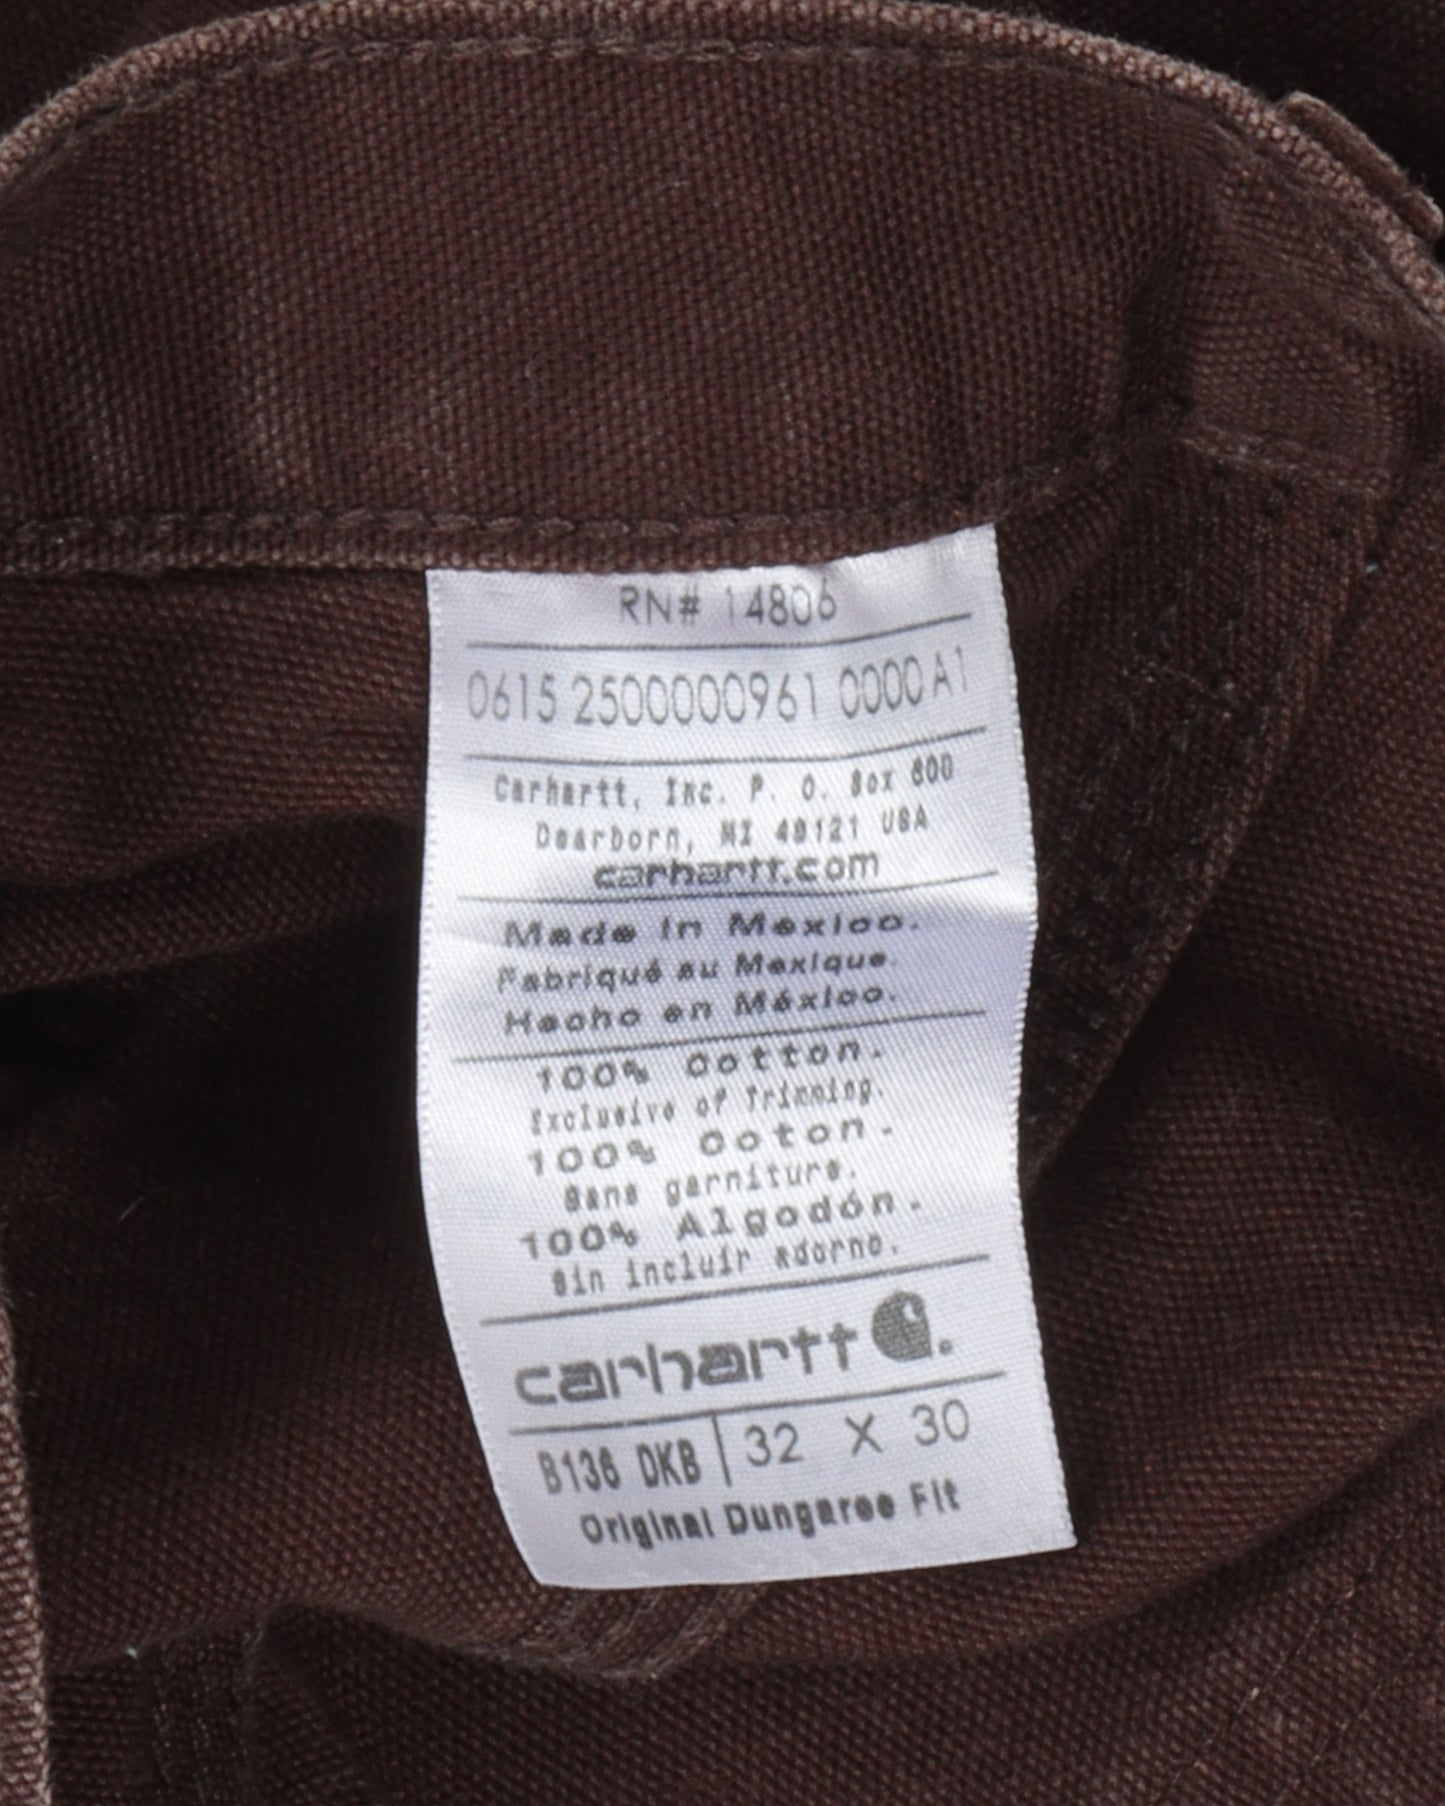 RN# 14806
0615 2500000961 0000 A1
Carhartt, Inc. P. O. Box 600
Dearborn, MI 48121 USA
carhartt.com
Made in Mexico.
Fabriqué au Mexique.
Hecho en México.
100% Cotton.
Exclusive of Trimming.
100% Coton.
Sans garniture.
100% Algodón.
Sin incluir adorno.
carhartt.
B136 DKB 32 X 30
Original Dungaree Fit